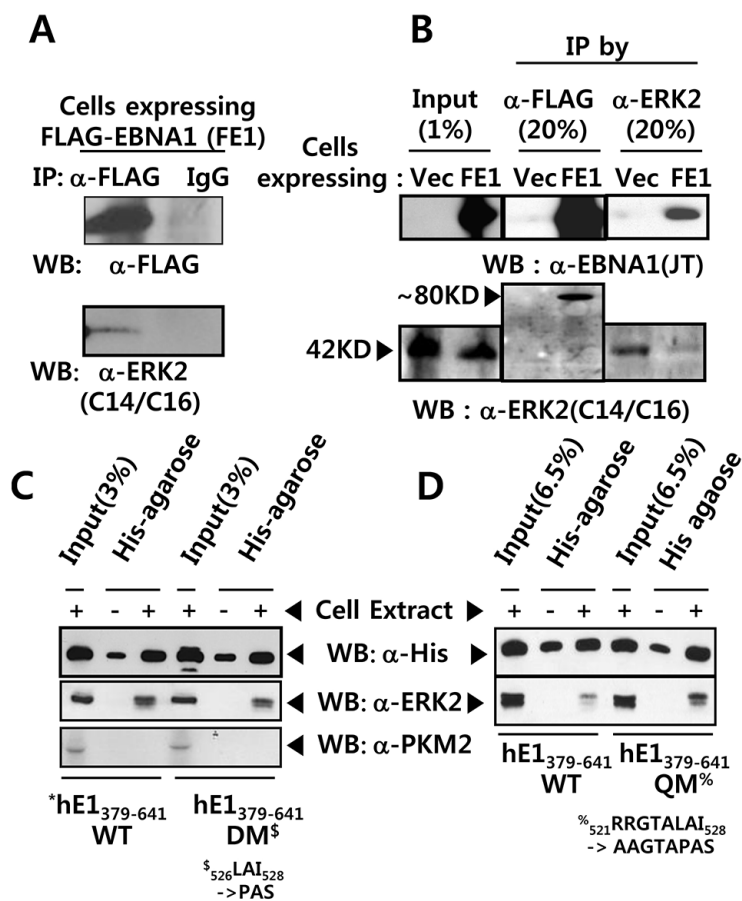 A
Cells expressing
FLAG-EBNA1 (FE1)
IP: α-FLAG IgG
WB: α-FLAG
WB: α-ERK2
(C14/C16)
B
IP by
Input α-FLAG α-ERK2
(1%) (20%) (20%)
Cells
expressing : Vec FE1 Vec FE1 Vec FE1
WB : α-EBNA1(JT)
~80KD
42KD
WB : α-ERK2(C14/C16)
C
Input(3%) His-agarose Input(3%) His-agarose
+ - + + - + Cell Extract
WB: α-His
WB: α-ERK2
WB: α-PKM2
*hE1379-641 hE1379-641
WT DM$
$526LAI528
->PAS
D
Input(6.5%) His-agarose Input(6.5%) His agaose
+ - + + - +
hE1379-641 hE1379-641
WT QM%
%521RRGTALAI528
-> AAGTAPAS